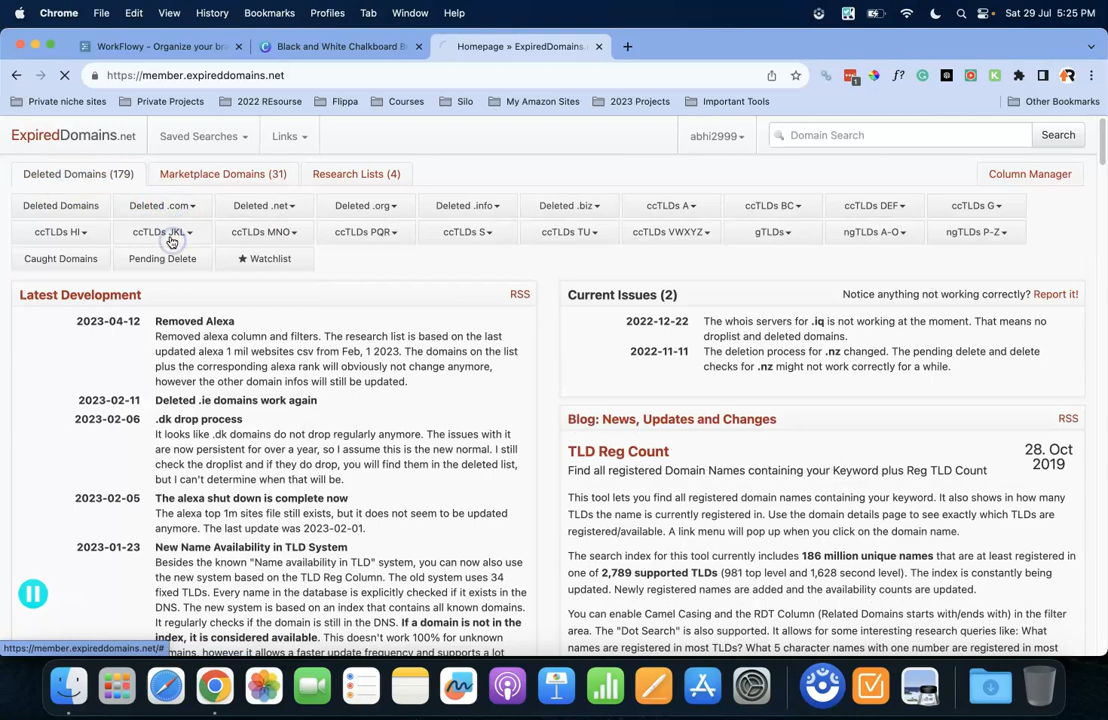 Chrome File Edit View History Bookmarks Profiles Tab Window Help Sat 29 Jul 5:25 PM
WorkFlowy - Organize your bra Black and White Chalkboard B Homepage » ExpiredDomains.
https://member.expireddomains.net
Private niche sites Private Projects 2022 REsourse Flippa Courses Silo My Amazon Sites 2023 Projects Important Tools Other Bookmarks
ExpiredDomains.net Saved Searches Links abhi2999 Domain Search Search
Deleted Domains (179) Marketplace Domains (31) Research Lists (4) Column Manager
Deleted Domains Deleted .com Deleted .net Deleted .org Deleted .info Deleted .biz ccTLDs A ccTLDs BC ccTLDs DEF ccTLDs G
ccTLDs HI ccTLDs JKL ccTLDs MNO ccTLDs PQR ccTLDs S ccTLDs TU ccTLDs VWXYZ gTLDs ngTLDs A-O ngTLDs P-Z
Caught Domains Pending Delete ★ Watchlist
Latest Development RSS
2023-04-12 Removed Alexa
Removed alexa column and filters. The research list is based on the last
updated alexa 1 mil websites csv from Feb, 1 2023. The domains on the list
plus the corresponding alexa rank will obviously not change anymore,
however the other domain infos will still be updated.
2023-02-11 Deleted .ie domains work again
2023-02-06 .dk drop process
It looks like .dk domains do not drop regularly anymore. The issues with it
are now persistent for over a year, so I assume this is the new normal. I still
check the droplist and if they do drop, you will find them in the deleted list,
but I can't determine when that will be.
2023-02-05 The alexa shut down is complete now
The alexa top 1m sites file still exists, but it does not seem to be updated
anymore. The last update was 2023-02-01.
2023-01-23 New Name Availability in TLD System
Besides the known "Name availability in TLD" system, you can now also use
the new system based on the TLD Reg Column. The old system uses 34
fixed TLDs. Every name in the database is explicitly checked if it exists in the
DNS. The new system is based on an index that contains all known domains.
It regularly checks if the domain is still in the DNS. If a domain is not in the
index, it is considered available. This doesn't work 100% for unknown
domains, however it allows a faster update frequency and supports a lot
https://member.expireddomains.net/#
Current Issues (2) Notice anything not working correctly? Report it!
2022-12-22 The whois servers for .iq is not working at the moment. That means no
droplist and deleted domains.
2022-11-11 The deletion process for .nz changed. The pending delete and delete
checks for .nz might not work correctly for a while.
Blog: News, Updates and Changes RSS
TLD Reg Count 28. Oct
2019
Find all registered Domain Names containing your Keyword plus Reg TLD Count
This tool lets you find all registered domain names containing your keyword. It also shows in how many
TLDs the name is currently registered in. Use the domain details page to see exactly which TLDs are
registered/available. A link menu will pop up when you click on the domain name.
The search index for this tool currently includes 186 million unique names that are at least registered in
one of 2,789 supported TLDs (981 top level and 1,628 second level). The index is constantly being
updated. Newly registered names are added and the availability counts are updated.
You can enable Camel Casing and the RDT Column (Related Domains starts with/ends with) in the filter
area. The "Dot Search" is also supported. It allows for some interesting research queries like: What
names are registered in most TLDs? What 5 character names with one number are registered in most